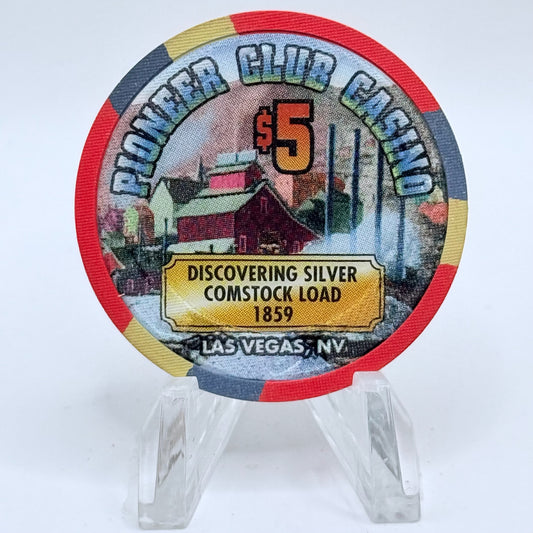 PIONEER CLUB CASINO
$5
DISCOVERING SILVER
COMSTOCK LOAD
1859
LAS VEGAS, NV